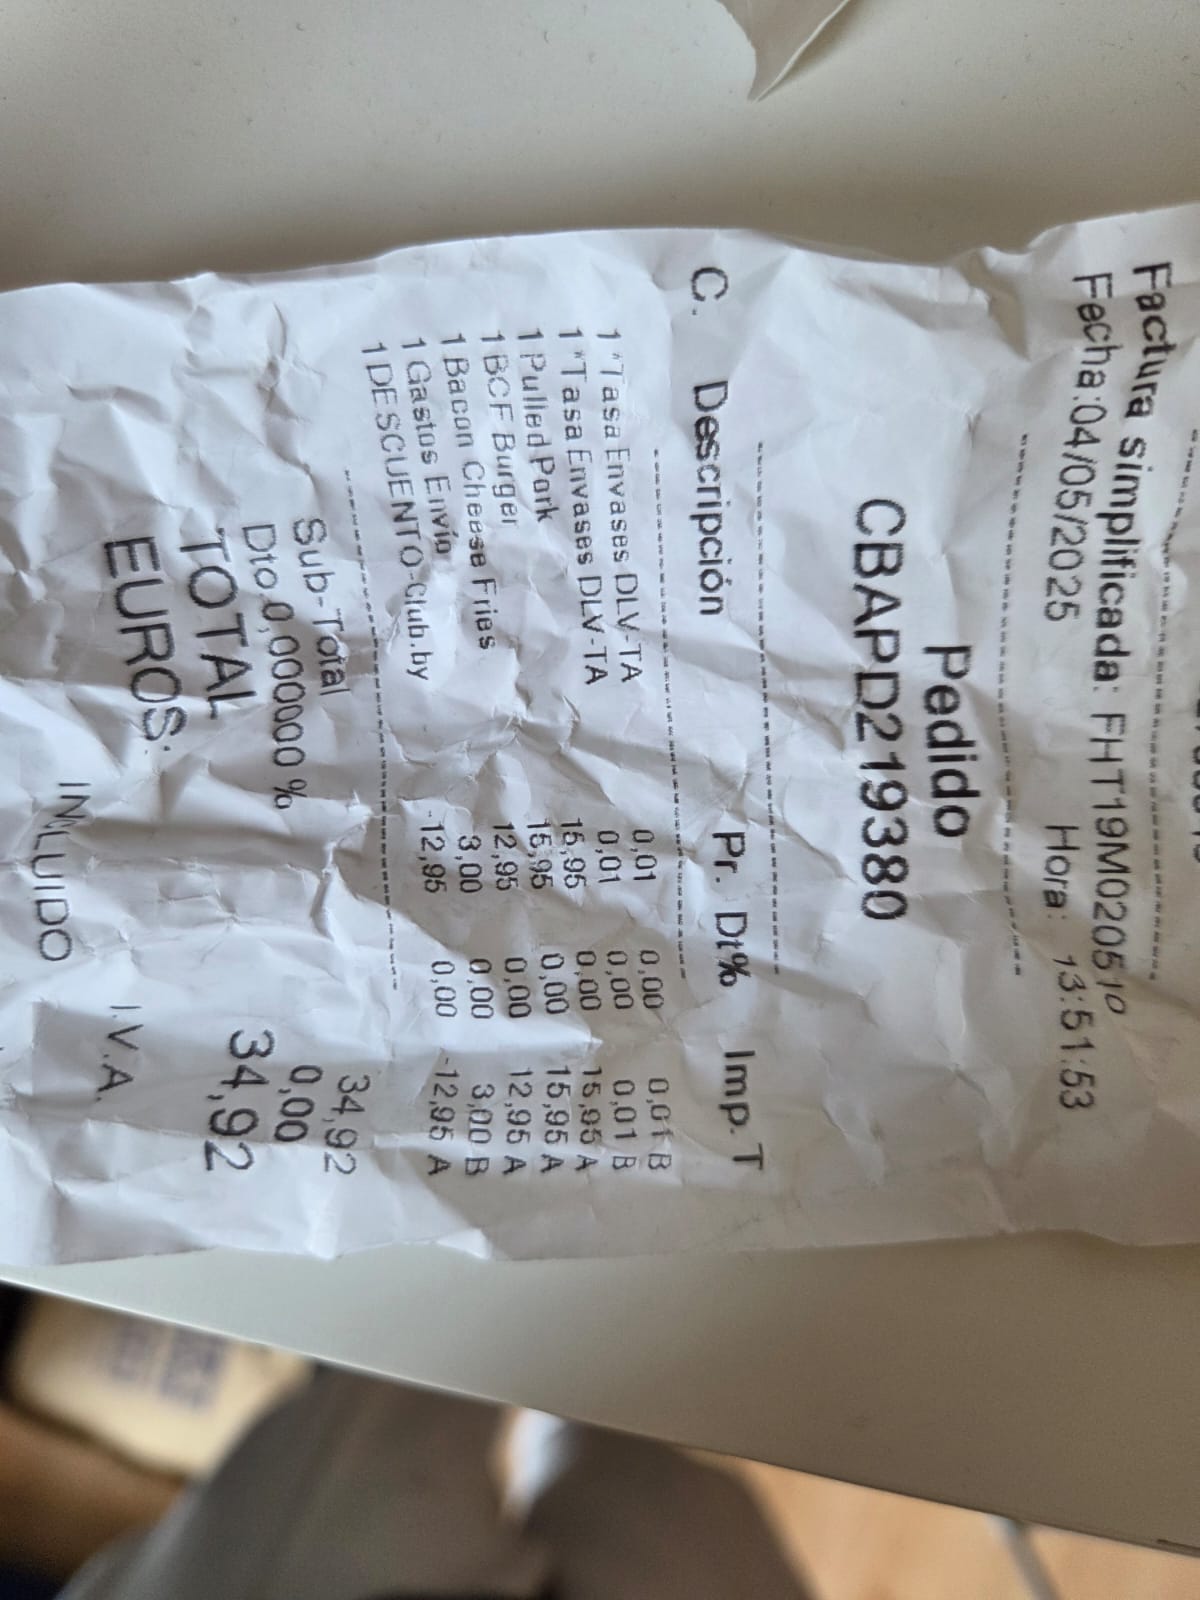 Factura simplificada: FHT19M020510
Fecha:04/05/2025 Hora: 13:51:53
Pedido
CBAPD219380
C. Descripción Pr. Dt% Imp. T
1 *Tasa Envases DLV-TA 0,01 0,00 0,01 B
1 *Tasa Envases DLV-TA 0,01 0,00 0,01 B
1 Pulled Pork 15,95 0,00 15,95 A
1 BCF Burger 15,95 0,00 15,95 A
1 Bacon Cheese Fries 12,95 0,00 12,95 A
1 Gastos Envío 3,00 0,00 3,00 B
1 DESCUENTO-Club.by -12,95 0,00 -12,95 A
Sub-Total 34,92
Dto 0,000000 % 0,00
TOTAL 34,92
EUROS:
I.V.A.
INCLUIDO